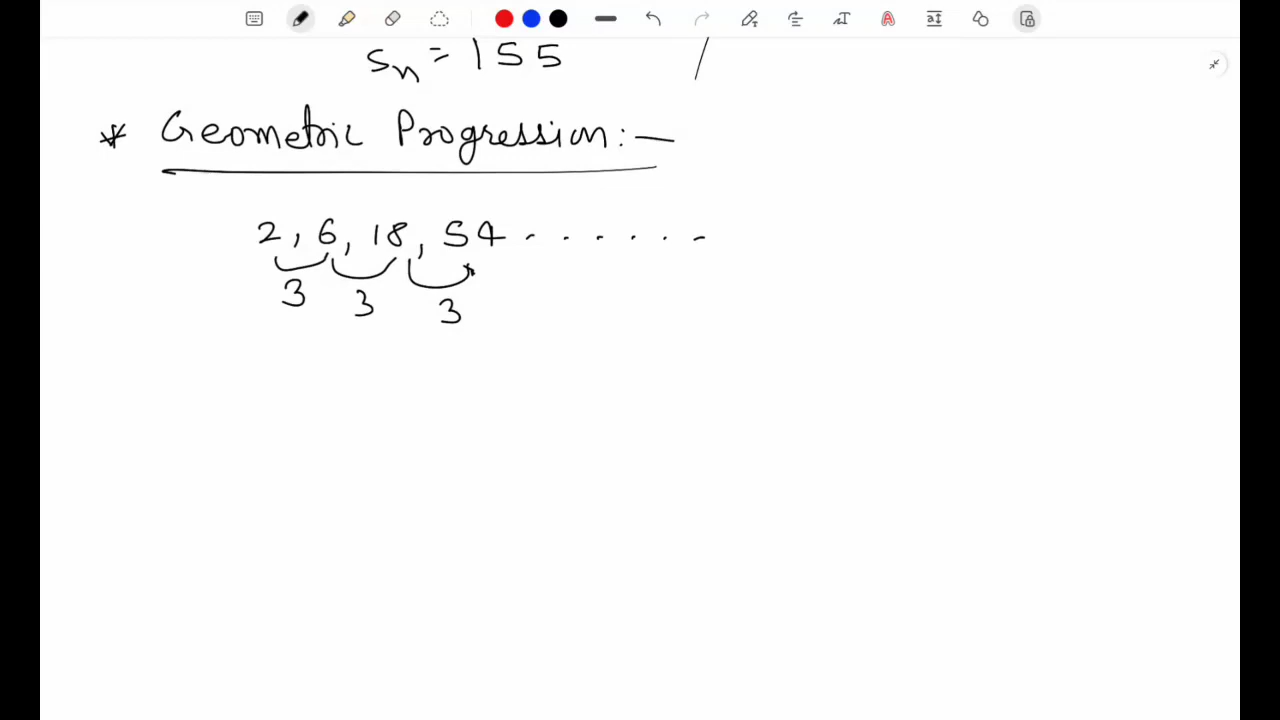 Sn = 155
* Geometric Progression: —
2, 6, 18, 54 . . . . . .
3 3 3